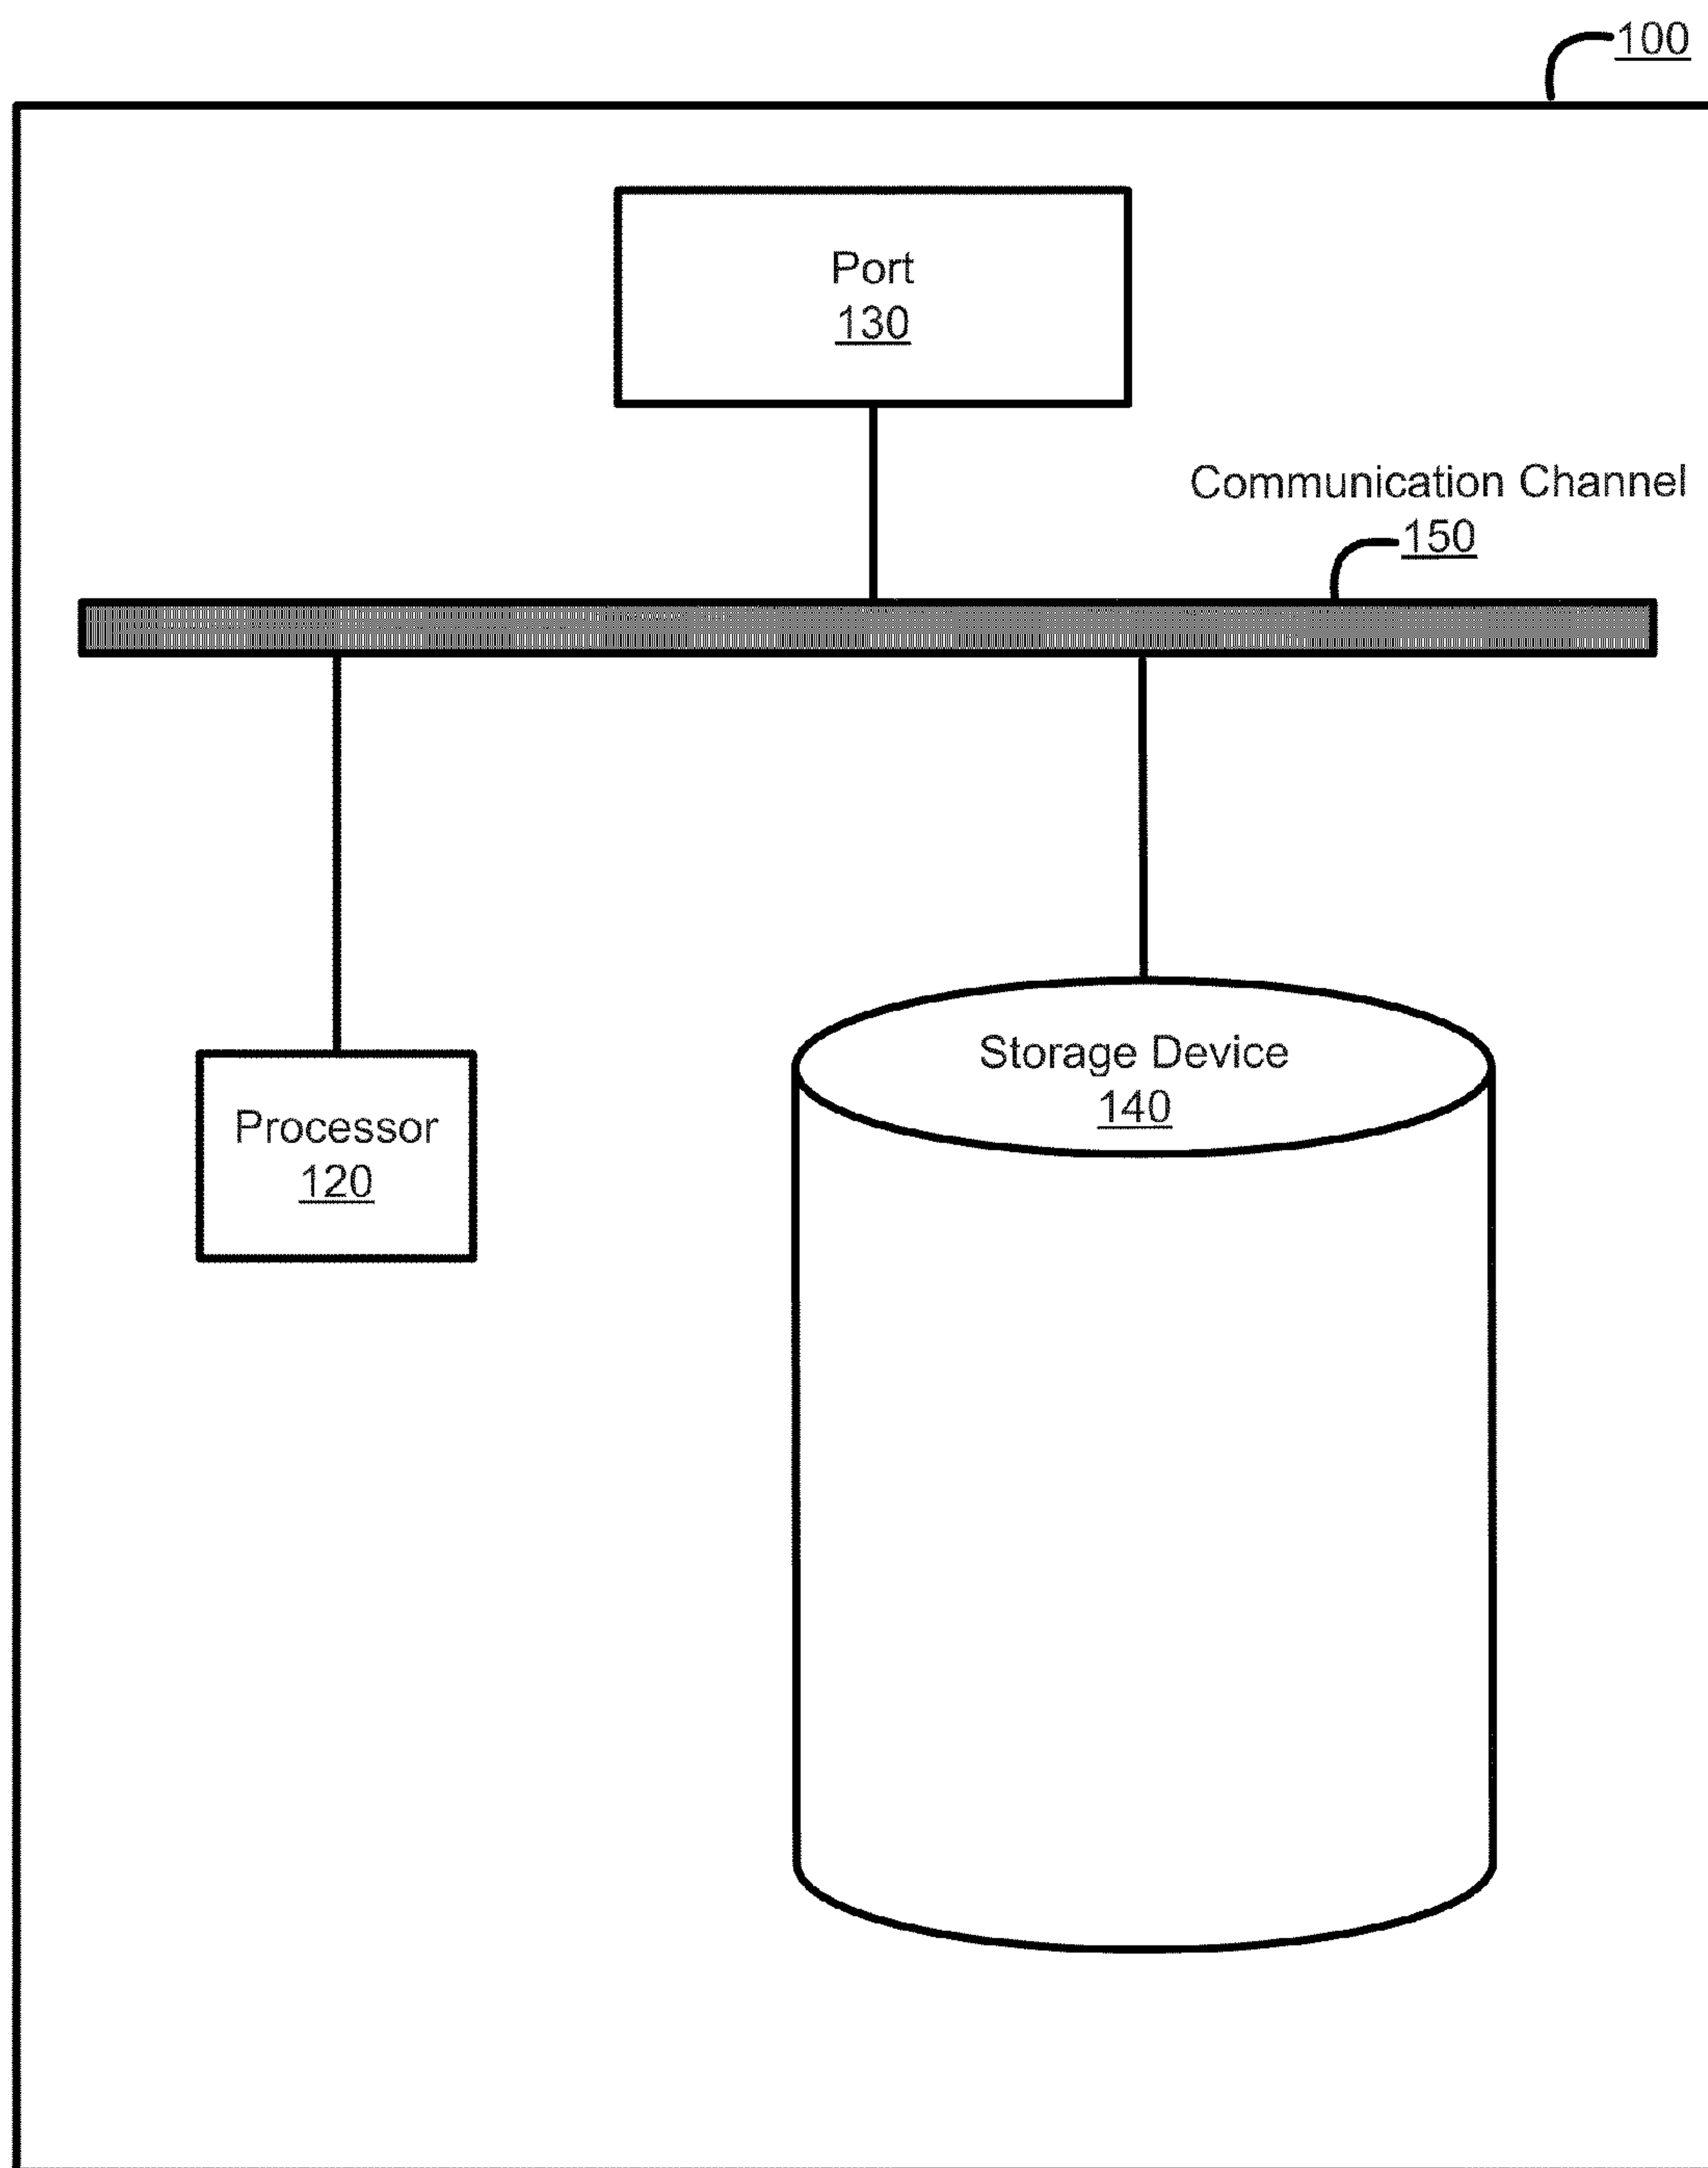 100
Port
130
Communication Channel
150
Storage Device
140
Processor
120